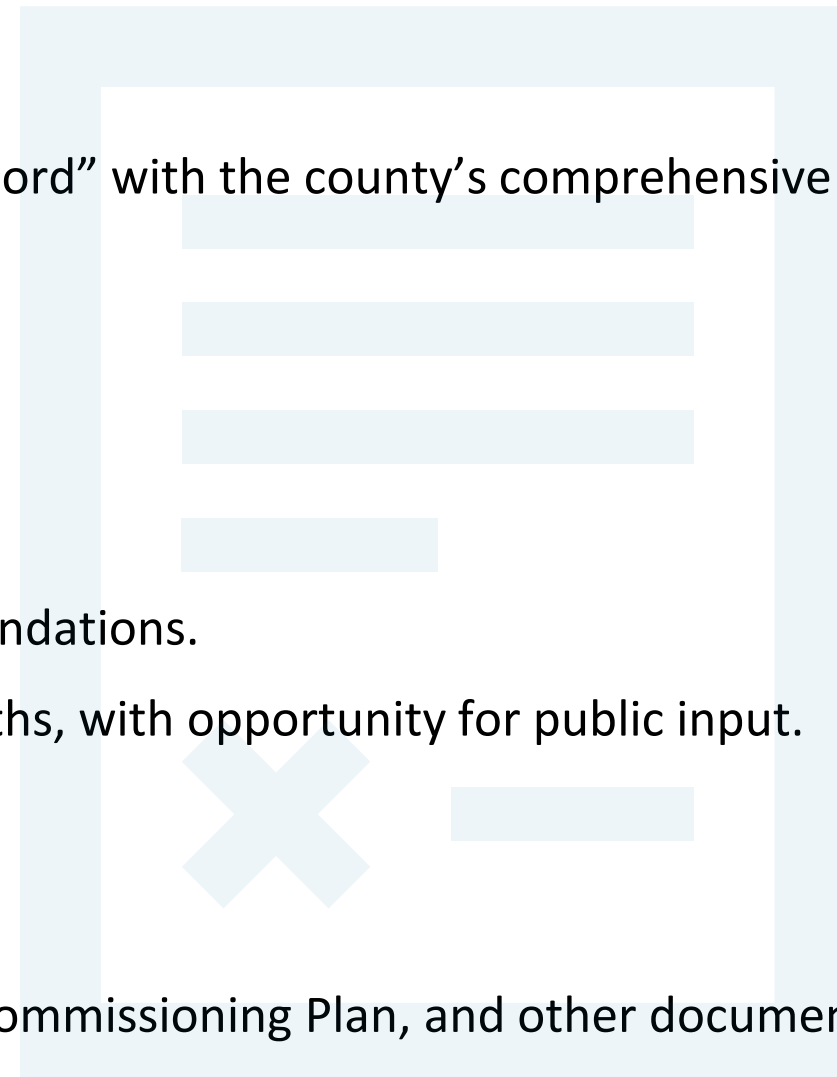 ord” with the county’s comprehensive
ndations.
ths, with opportunity for public input.
ommissioning Plan, and other documen